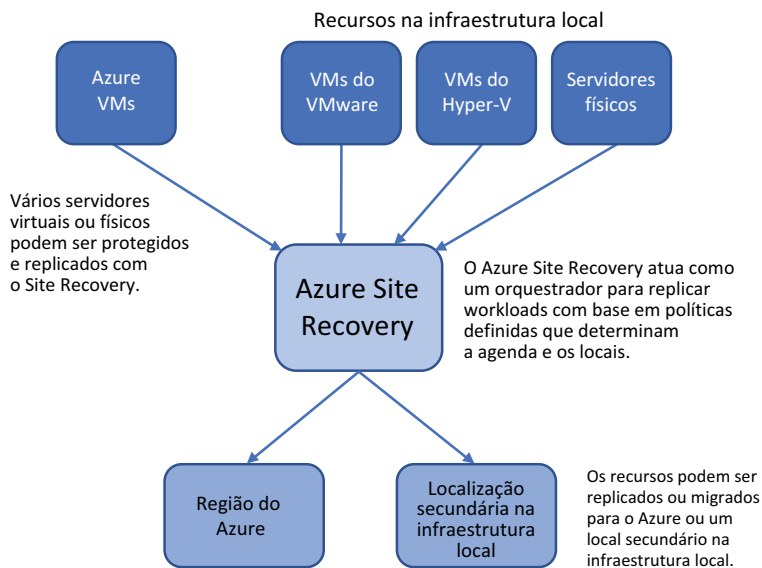 Recursos na infraestrutura local
Azure
VMs
VMs do
VMware
VMs do
Hyper-V
Servidores
físicos
Vários servidores
virtuais ou físicos
podem ser protegidos
e replicados com
o Site Recovery.
Azure Site
Recovery
O Azure Site Recovery atua como
um orquestrador para replicar
workloads com base em políticas
definidas que determinam
a agenda e os locais.
Região do
Azure
Localização
secundária na
infraestrutura
local
Os recursos podem ser
replicados ou migrados
para o Azure ou um
local secundário na
infraestrutura local.